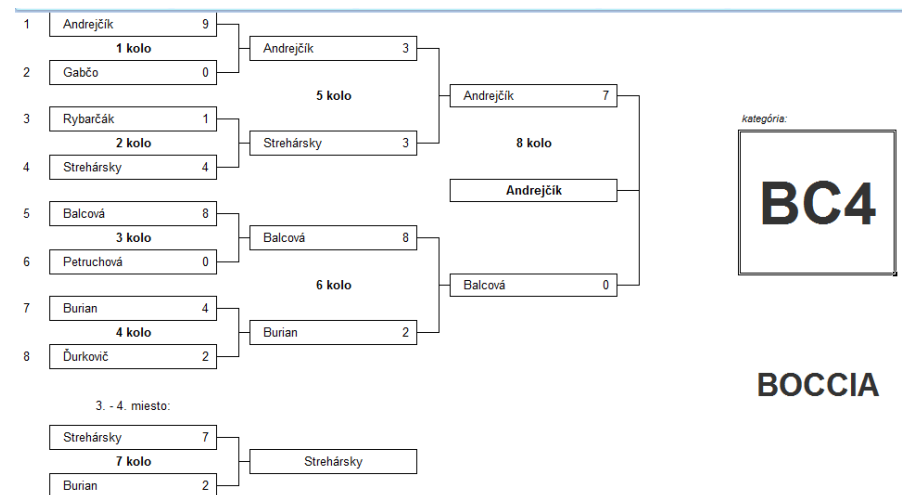 1 Andrejčík 9
1 kolo
2 Gabčo 0
Andrejčík 3
5 kolo
Strehársky 3
3 Rybarčák 1
2 kolo
4 Strehársky 4
Andrejčík 7
8 kolo
Andrejčík
Balcová 0
5 Balcová 8
3 kolo
6 Petruchová 0
Balcová 8
6 kolo
Burian 2
7 Burian 4
4 kolo
8 Ďurkovič 2
3. - 4. miesto:
Strehársky 7
7 kolo
Burian 2
Strehársky
kategória:
BC4
BOCCIA